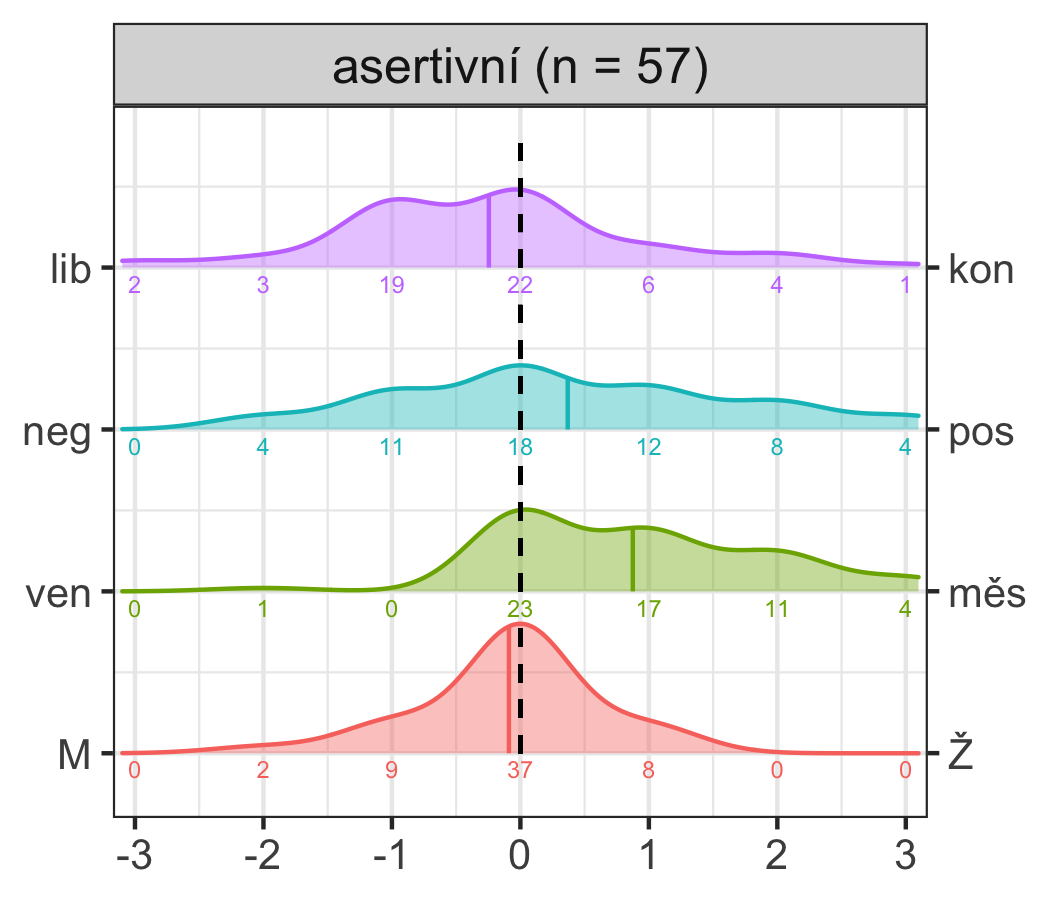 asertivní (n = 57)
lib kon
2 3 19 22 6 4 1
neg pos
0 4 11 18 12 8 4
ven měs
0 1 0 23 17 11 4
M Ž
0 2 9 37 8 0 0
-3 -2 -1 0 1 2 3